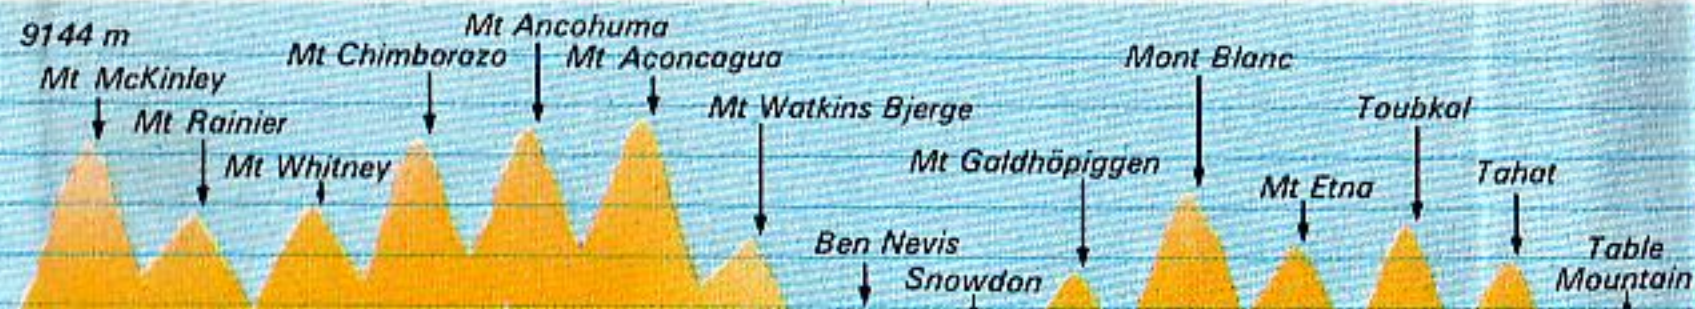 9144 m
Mt McKinley
Mt Rainier
Mt Whitney
Mt Chimborazo
Mt Ancohuma
Mt Aconcagua
Mt Watkins Bjerge
Ben Nevis
Snowdon
Mt Galdhöpiggen
Mont Blanc
Mt Etna
Toubkal
Tahat
Table
Mountain